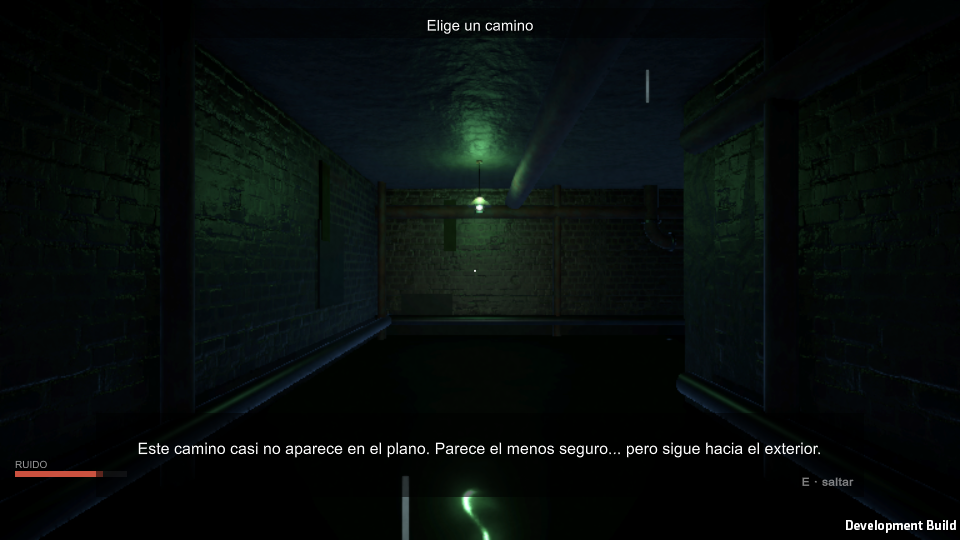 Elige un camino
Este camino casi no aparece en el plano. Parece el menos seguro... pero sigue hacia el exterior.
RUIDO
E · saltar
Development Build